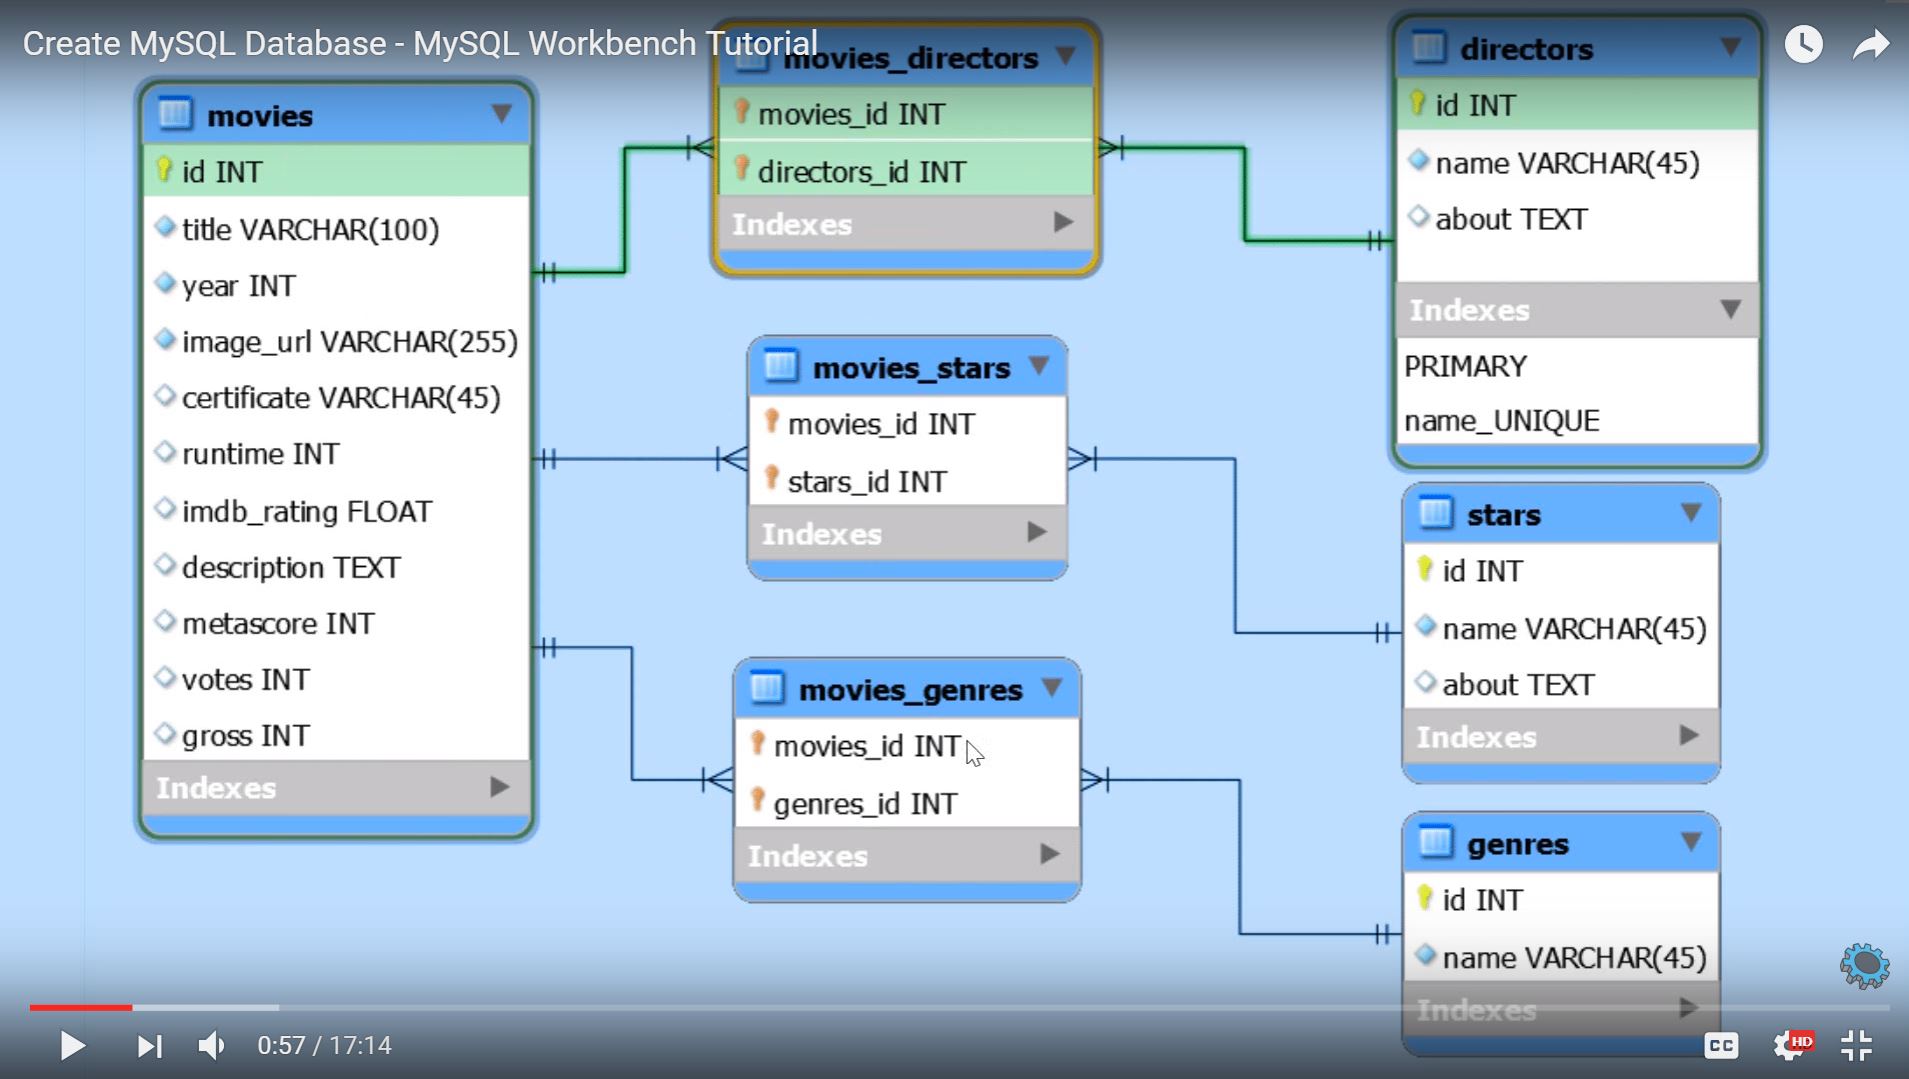 Create MySQL Database - MySQL Workbench Tutorial
movies
id INT
title VARCHAR(100)
year INT
image_url VARCHAR(255)
certificate VARCHAR(45)
runtime INT
imdb_rating FLOAT
description TEXT
metascore INT
votes INT
gross INT
Indexes
movies_directors
movies_id INT
directors_id INT
Indexes
movies_stars
movies_id INT
stars_id INT
Indexes
movies_genres
movies_id INT
genres_id INT
Indexes
directors
id INT
name VARCHAR(45)
about TEXT
Indexes
PRIMARY
name_UNIQUE
stars
id INT
name VARCHAR(45)
about TEXT
Indexes
genres
id INT
name VARCHAR(45)
Indexes
0:57 / 17:14
CC
HD